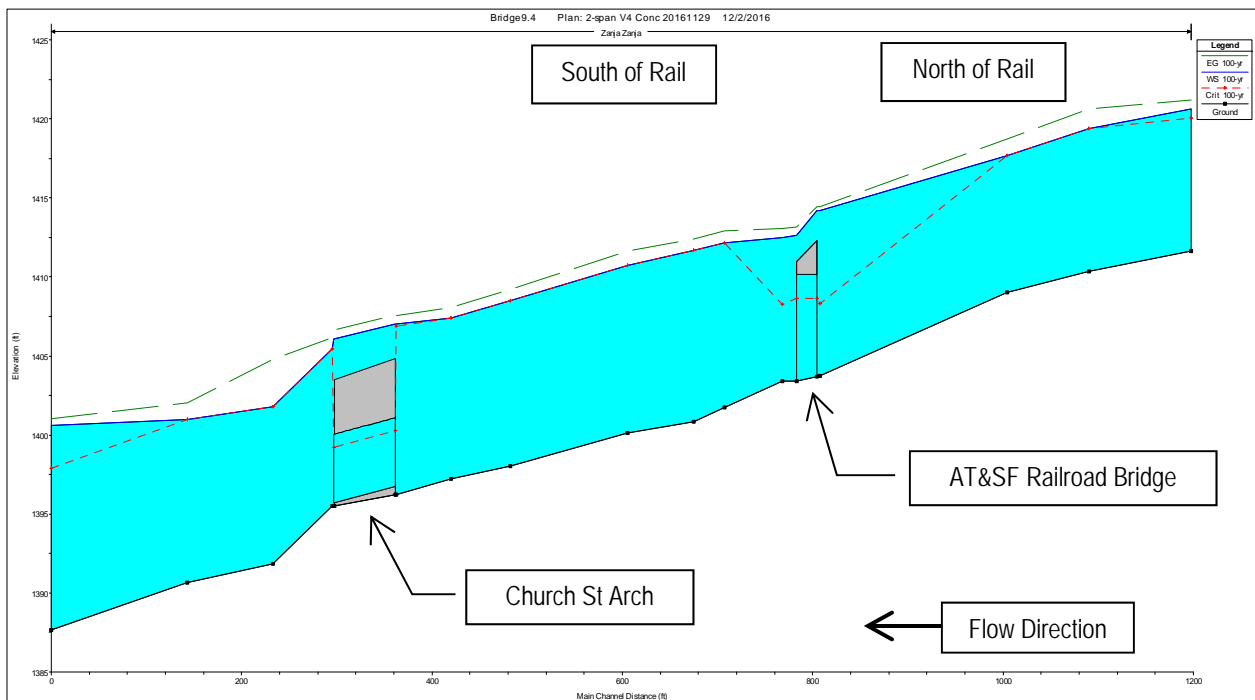 Bridge9.4 Plan: 2-span V4 Conc 20161129 12/2/2016
Zanja Zanja
Legend
EG 100-yr
WS 100-yr
Crit 100-yr
Ground
South of Rail
North of Rail
AT&SF Railroad Bridge
Church St Arch
Flow Direction
Elevation (ft)
1425
1420
1415
1410
1405
1400
1395
1390
1385
0
200
400
600
800
1000
1200
Main Channel Distance (ft)